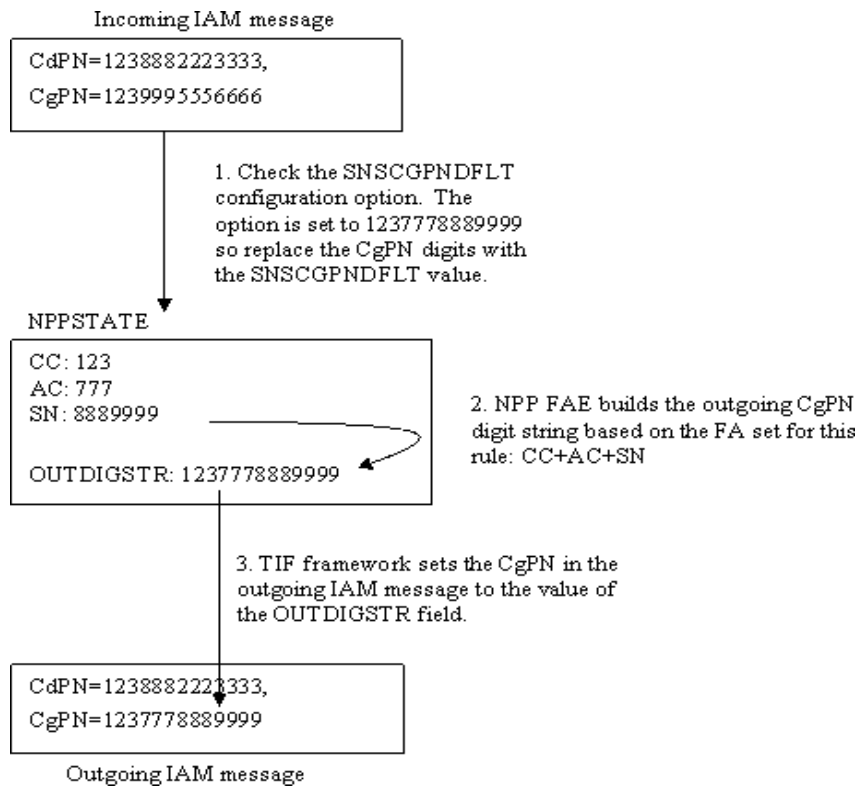 Incoming IAM message
CdPN=1238882223333,
CgPN=1239995556666
1. Check the SNSCGPNDFLT
configuration option. The
option is set to 1237778889999
so replace the CgPN digits with
the SNSCGPNDFLT value.
NPPSTATE
CC: 123
AC: 777
SN: 8889999
OUTDIGSTR: 1237778889999
2. NPP FAE builds the outgoing CgPN
digit string based on the FA set for this
rule: CC+AC+SN
3. TIF framework sets the CgPN in the
outgoing IAM message to the value of
the OUTDIGSTR field.
CdPN=1238882223333,
CgPN=1237778889999
Outgoing IAM message